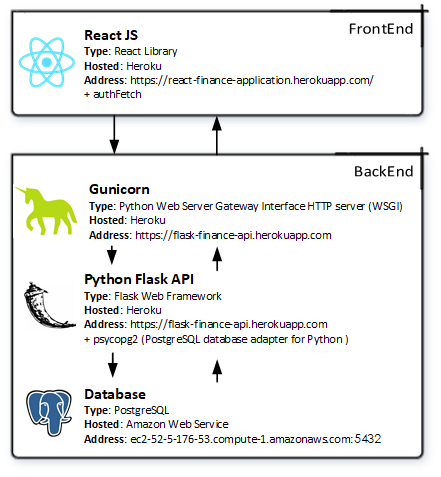 FrontEnd
React JS
Type: React Library
Hosted: Heroku
Address: https://react-finance-application.herokuapp.com/
+ authFetch
BackEnd
Gunicorn
Type: Python Web Server Gateway Interface HTTP server (WSGI)
Hosted: Heroku
Address: https://flask-finance-api.herokuapp.com
Python Flask API
Type: Flask Web Framework
Hosted: Heroku
Address: https://flask-finance-api.herokuapp.com
+ psycopg2 (PostgreSQL database adapter for Python )
Database
Type: PostgreSQL
Hosted: Amazon Web Service
Address: ec2-52-5-176-53.compute-1.amazonaws.com:5432